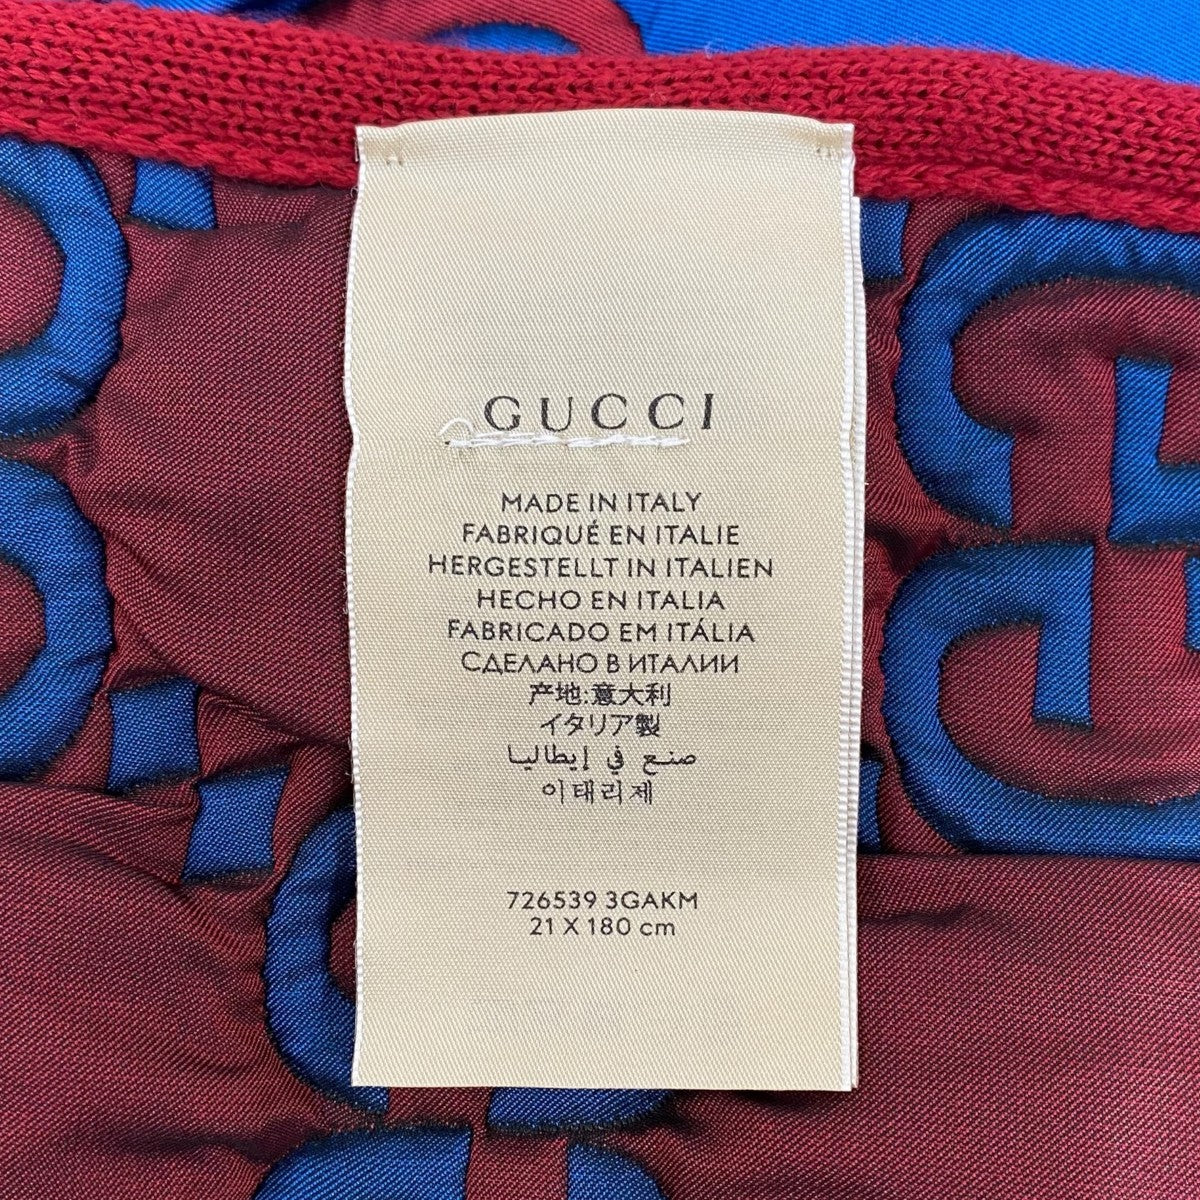 GUCCI
MADE IN ITALY
FABRIQUÉ EN ITALIE
HERGESTELLT IN ITALIEN
HECHO EN ITALIA
FABRICADO EM ITÁLIA
СДЕЛАНО В ИТАЛИИ
产地:意大利
イタリア製
صنع في إيطاليا
이태리제
726539 3GAKM
21 X 180 cm